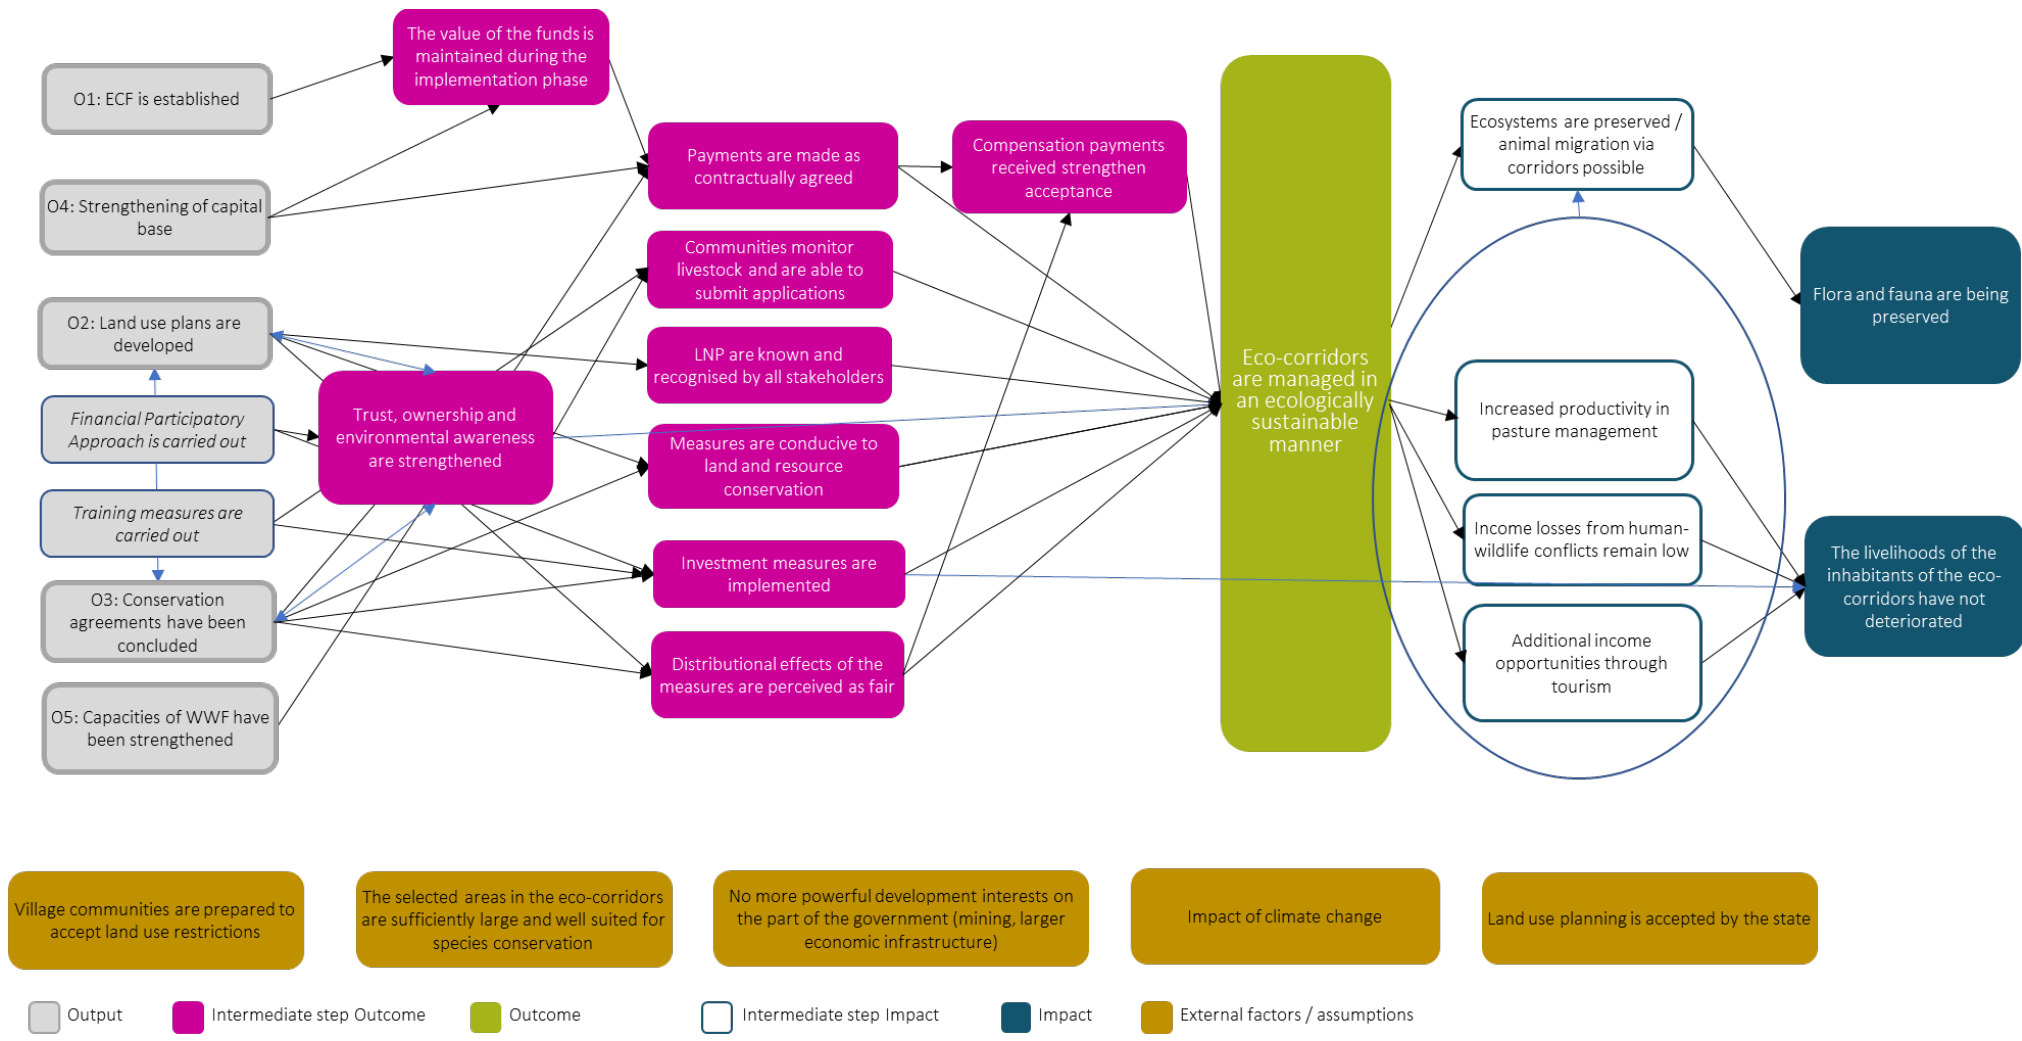 The value of the funds is
maintained during the
implementation phase
O1: ECF is established
O4: Strengthening of capital
base
O2: Land use plans are
developed
Financial Participatory
Approach is carried out
Training measures are
carried out
O3: Conservation
agreements have been
concluded
O5: Capacities of WWF have
been strengthened
Trust, ownership and
environmental awareness
are strengthened
Payments are made as
contractually agreed
Communities monitor
livestock and are able to
submit applications
LNP are known and
recognised by all stakeholders
Measures are conducive to
land and resource
conservation
Investment measures are
implemented
Distributional effects of the
measures are perceived as fair
Compensation payments
received strengthen
acceptance
Eco-corridors
are managed in
an ecologically
sustainable
manner
Ecosystems are preserved /
animal migration via
corridors possible
Increased productivity in
pasture management
Income losses from human-
wildlife conflicts remain low
Additional income
opportunities through
tourism
Flora and fauna are being
preserved
The livelihoods of the
inhabitants of the eco-
corridors have not
deteriorated
Village communities are prepared to
accept land use restrictions
The selected areas in the eco-corridors
are sufficiently large and well suited for
species conservation
No more powerful development interests on
the part of the government (mining, larger
economic infrastructure)
Impact of climate change
Land use planning is accepted by the state
Output
Intermediate step Outcome
Outcome
Intermediate step Impact
Impact
External factors / assumptions